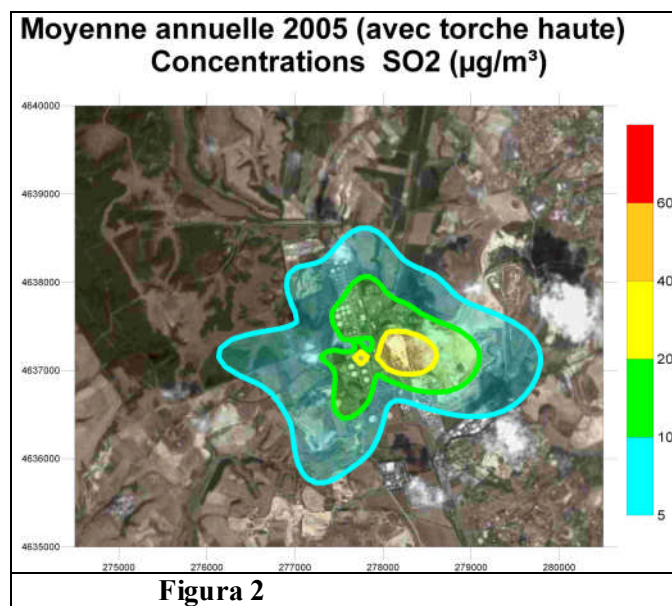 Moyenne annuelle 2005 (avec torche haute)
Concentrations SO2 (µg/m³)
4640000
4639000
4638000
4637000
4636000
4635000
275000 276000 277000 278000 279000 280000
60
40
20
10
5
Figura 2